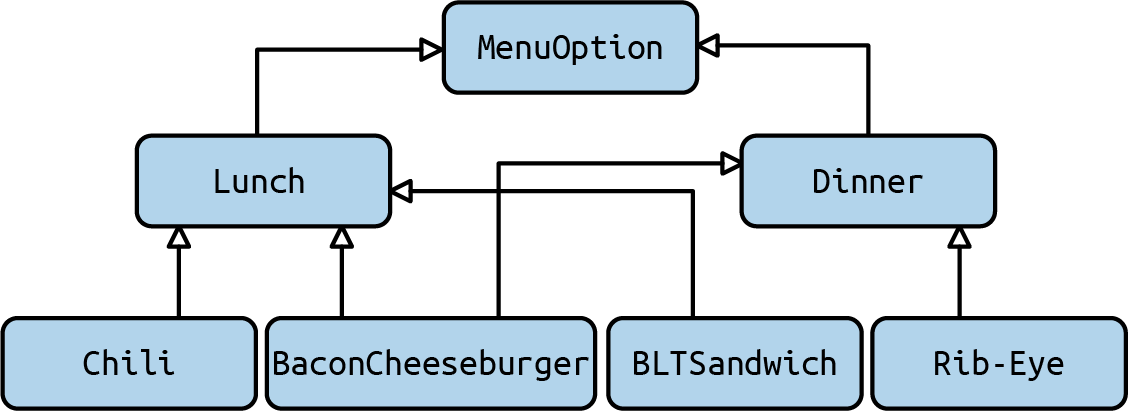 MenuOption
Lunch
Dinner
Chili
BaconCheeseburger
BLTSandwich
Rib-Eye